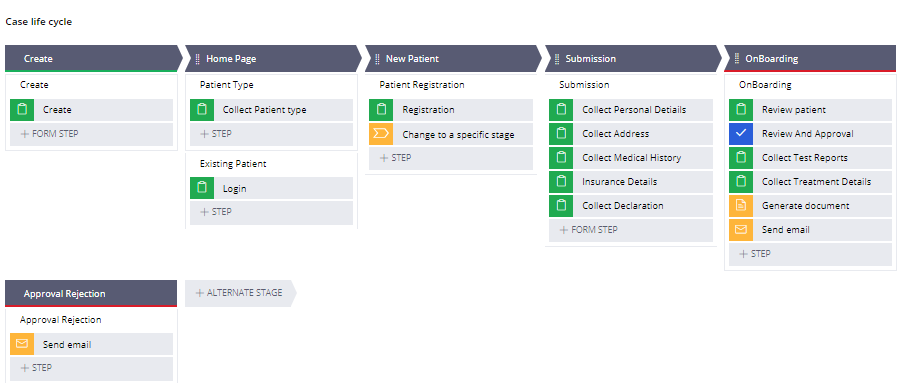 Case life cycle
Create
Home Page
New Patient
Submission
OnBoarding
Create
Create
+ FORM STEP
Patient Type
Collect Patient type
+ STEP
Existing Patient
Login
+ STEP
Patient Registration
Registration
Change to a specific stage
+ STEP
Submission
Collect Personal Dedails
Collect Address
Collect Medical History
Insurance Details
Collect Declaration
+ FORM STEP
OnBoarding
Review patient
Review And Approval
Collect Test Reports
Collect Treatment Details
Generate document
Send email
+ STEP
Approval Rejection
+ ALTERNATE STAGE
Approval Rejection
Send email
+ STEP